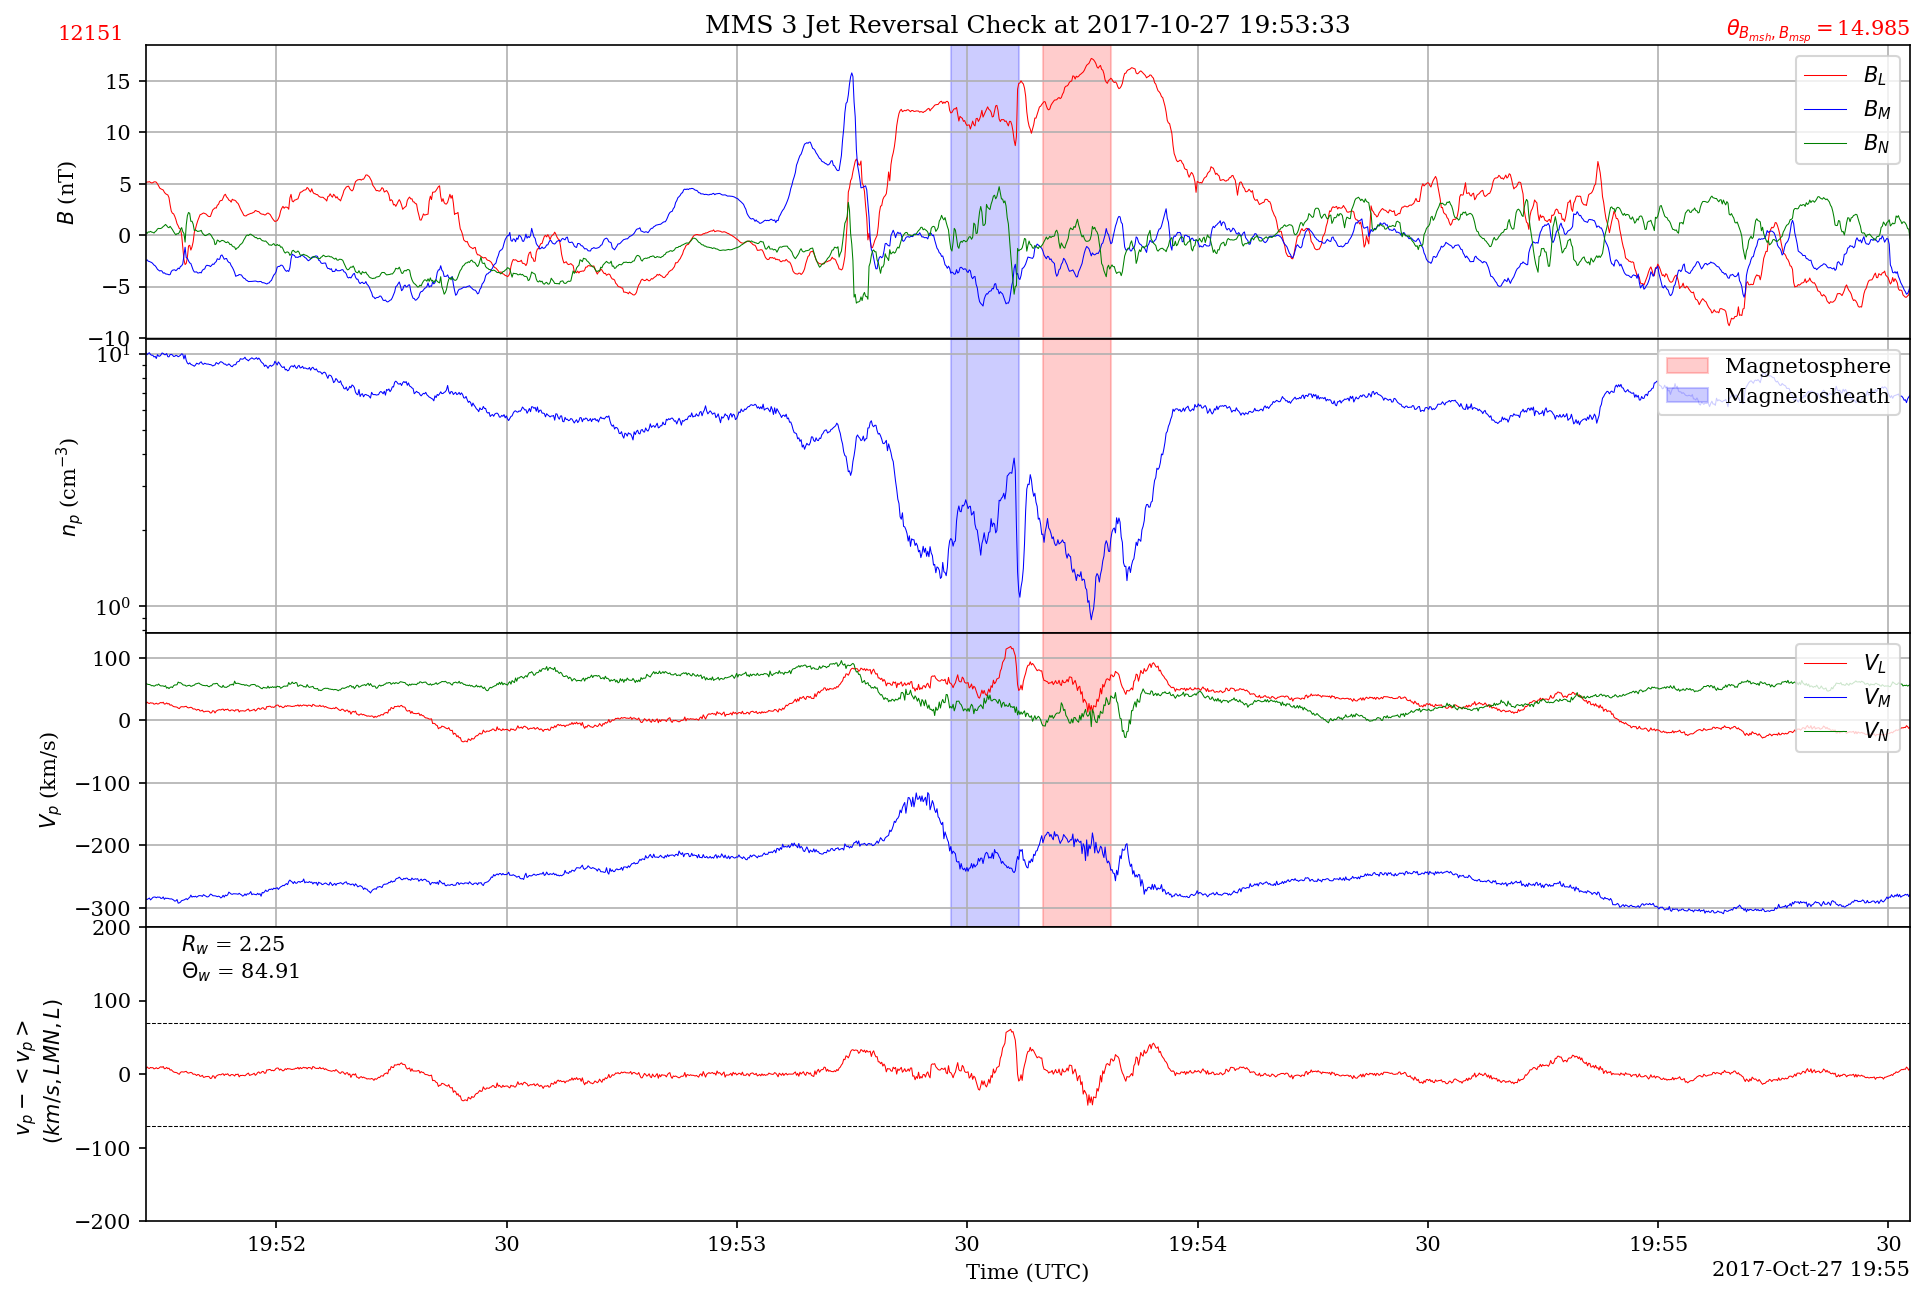 MMS 3 Jet Reversal Check at 2017-10-27 19:53:33
12151
θ_{B_{msh}, B_{msp}} = 14.985
B (nT)
15
10
5
0
−5
−10
B_L
B_M
B_N
n_p (cm^{−3})
10^1
10^0
Magnetosphere
Magnetosheath
V_p (km/s)
100
0
−100
−200
−300
V_L
V_M
V_N
v_p − < v_p >
(km/s, LMN, L)
200
100
0
−100
−200
R_w = 2.25
Θ_w = 84.91
19:52 30 19:53 30 19:54 30 19:55 30
Time (UTC)
2017-Oct-27 19:55